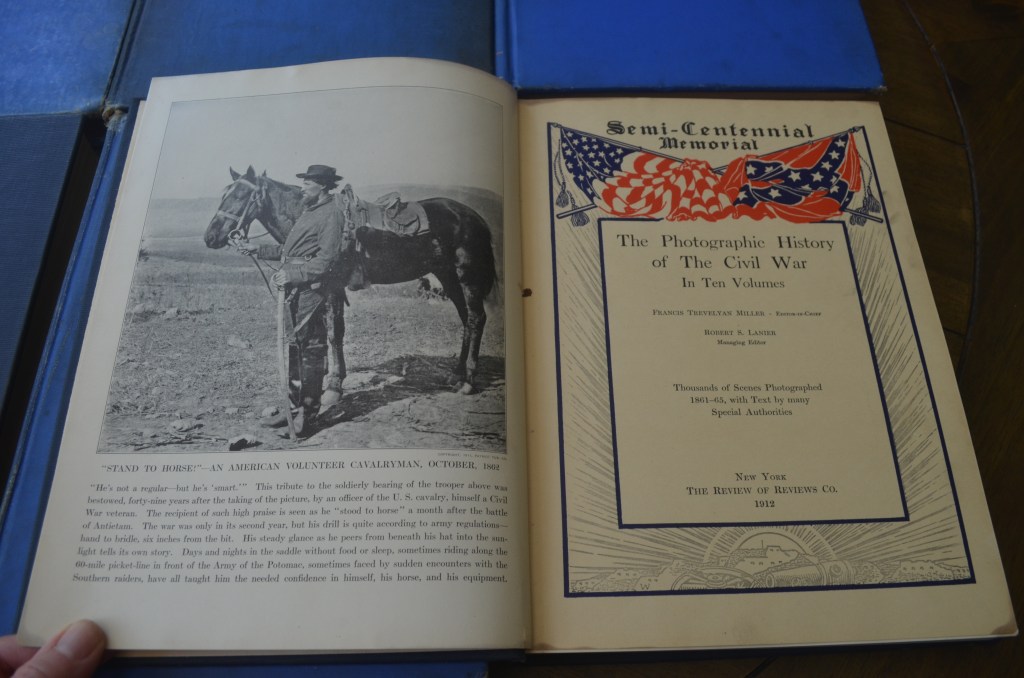 "STAND TO HORSE!"—AN AMERICAN VOLUNTEER CAVALRYMAN, OCTOBER, 1862
"He's not a regular—but he's 'smart.'" This tribute to the soldierly bearing of the trooper above was
bestowed, forty-nine years after the taking of the picture, by an officer of the U. S. cavalry, himself a Civil
War veteran. The recipient of such high praise is seen as he "stood to horse" a month after the battle
of Antietam. The war was only in its second year, but his drill is quite according to army regulations—
hand to bridle, six inches from the bit. His steady glance as he peers from beneath his hat into the sun-
light tells its own story. Days and nights in the saddle without food or sleep, sometimes riding along the
60-mile picket-line in front of the Army of the Potomac, sometimes faced by sudden encounters with the
Southern raiders, have all taught him the needed confidence in himself, his horse, and his equipment.
Semi-Centennial
Memorial
The Photographic History
of The Civil War
In Ten Volumes
Francis Trevelyan Miller - Editor-in-Chief
Robert S. Lanier
Managing Editor
Thousands of Scenes Photographed
1861–65, with Text by many
Special Authorities
New York
The Review of Reviews Co.
1912